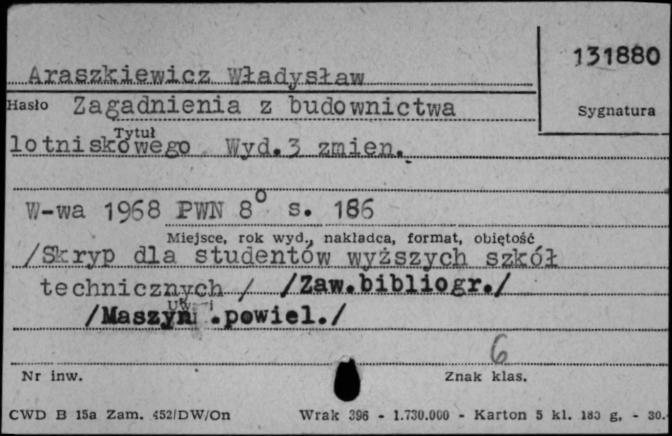 131880
Araszkiewicz Władysław
Hasło Zagadnienia z budownictwa
Sygnatura
Tytuł
lotniskowego Wyd.3 zmien.
W-wa 1968 PWN 8° s. 186
Miejsce, rok wyd., nakładca, format, objętość
/Skryp dla studentów wyższych szkół
technicznych / /Zaw.bibliogr./
/Maszyn .powiel./
6
Nr inw.
Znak klas.
CWD B 15a Zam. 452/DW/On Wrak 396 - 1.730.000 - Karton 5 kl. g. - 30.